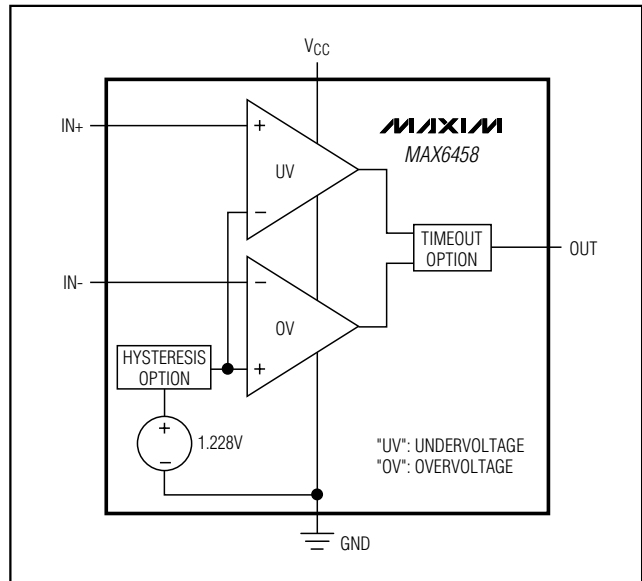 VCC
IN+
+
MAXIM
MAX6458
UV
−
TIMEOUT
OPTION
OUT
IN-
−
OV
HYSTERESIS
OPTION
+
+
1.228V
−
"UV": UNDERVOLTAGE
"OV": OVERVOLTAGE
GND